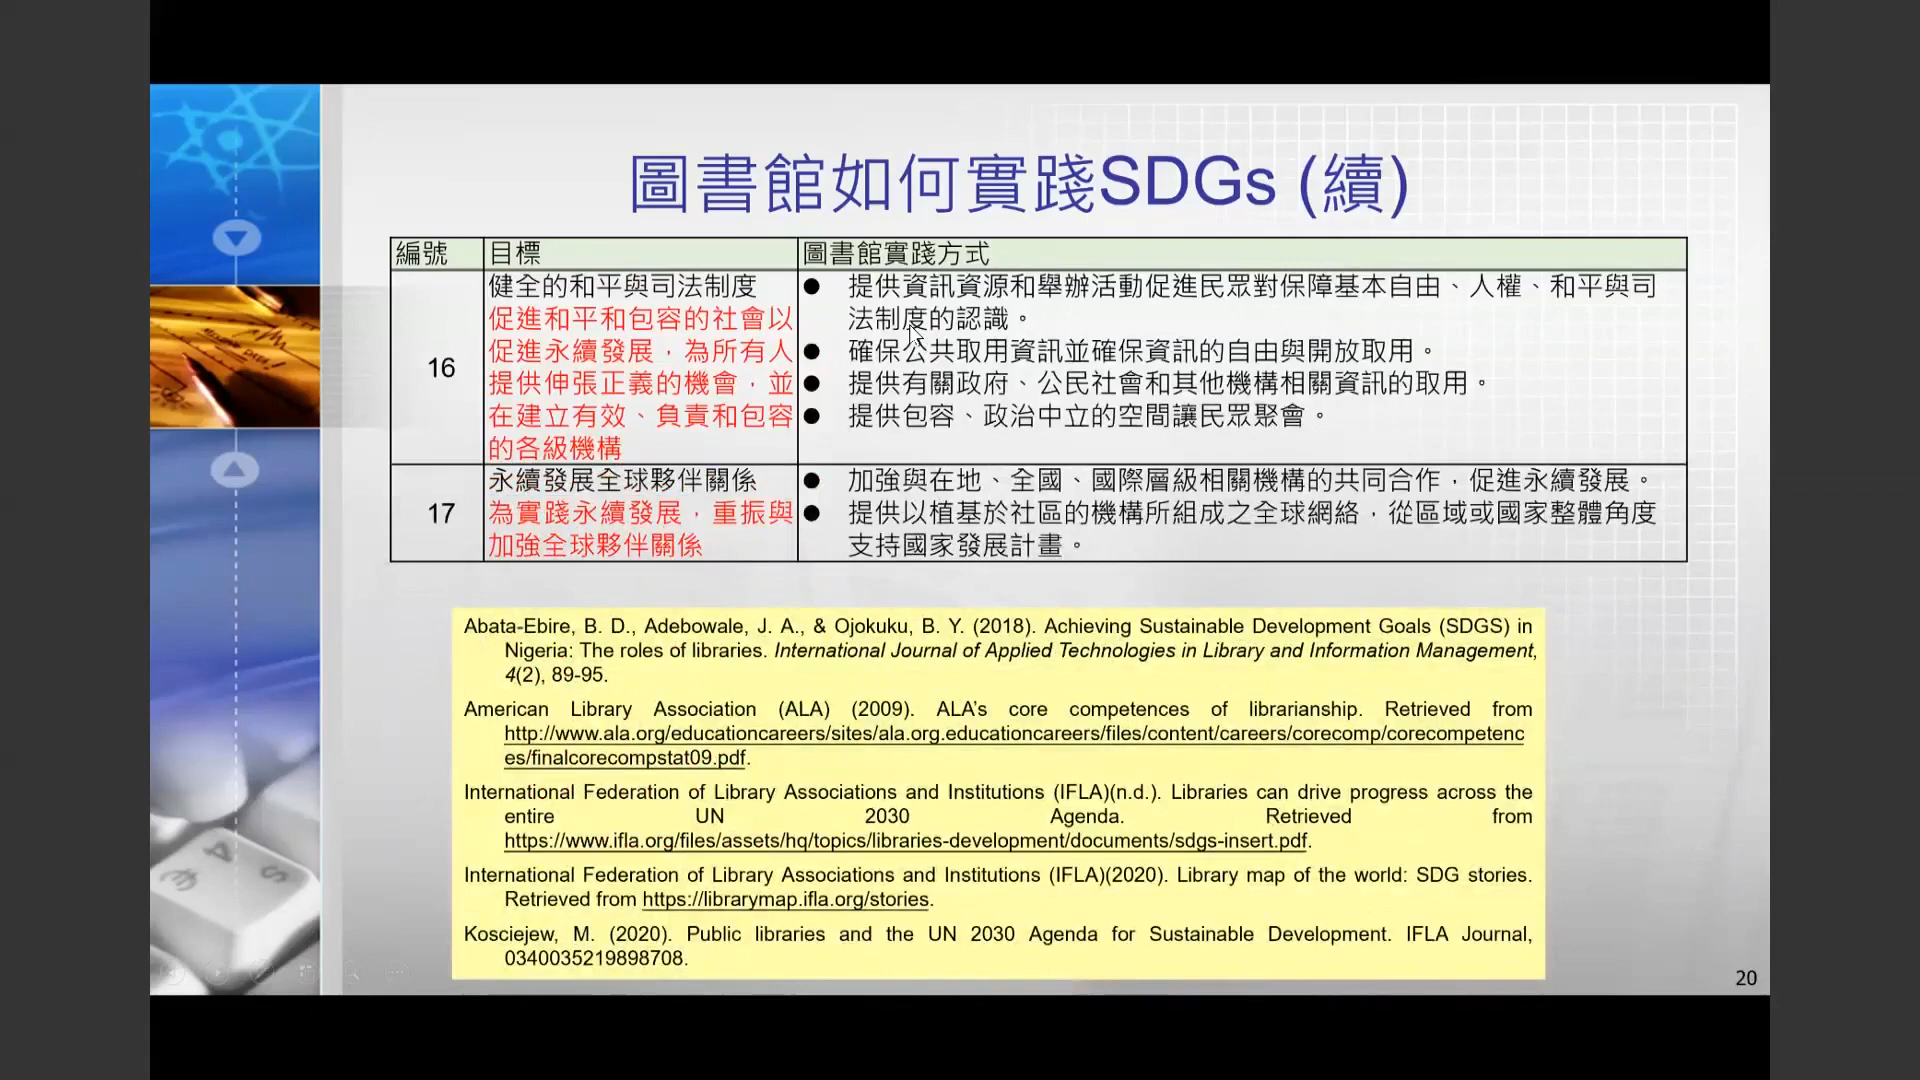 圖書館如何實踐SDGs (續)
編號 目標 圖書館實踐方式
16
健全的和平與司法制度
促進和平和包容的社會以
促進永續發展，為所有人
提供伸張正義的機會，並
在建立有效、負責和包容
的各級機構
● 提供資訊資源和舉辦活動促進民眾對保障基本自由、人權、和平與司
法制度的認識。
● 確保公共取用資訊並確保資訊的自由與開放取用。
● 提供有關政府、公民社會和其他機構相關資訊的取用。
● 提供包容、政治中立的空間讓民眾聚會。
17
永續發展全球夥伴關係
為實踐永續發展，重振與
加強全球夥伴關係
● 加強與在地、全國、國際層級相關機構的共同合作，促進永續發展。
● 提供以植基於社區的機構所組成之全球網絡，從區域或國家整體角度
支持國家發展計畫。
Abata-Ebire, B. D., Adebowale, J. A., & Ojokuku, B. Y. (2018). Achieving Sustainable Development Goals (SDGS) in
Nigeria: The roles of libraries. International Journal of Applied Technologies in Library and Information Management,
4(2), 89-95.
American Library Association (ALA) (2009). ALA’s core competences of librarianship. Retrieved from
http://www.ala.org/educationcareers/sites/ala.org.educationcareers/files/content/careers/corecomp/corecompetenc
es/finalcorecompstat09.pdf.
International Federation of Library Associations and Institutions (IFLA)(n.d.). Libraries can drive progress across the
entire UN 2030 Agenda. Retrieved from
https://www.ifla.org/files/assets/hq/topics/libraries-development/documents/sdgs-insert.pdf.
International Federation of Library Associations and Institutions (IFLA)(2020). Library map of the world: SDG stories.
Retrieved from https://librarymap.ifla.org/stories.
Kosciejew, M. (2020). Public libraries and the UN 2030 Agenda for Sustainable Development. IFLA Journal,
0340035219898708.
20